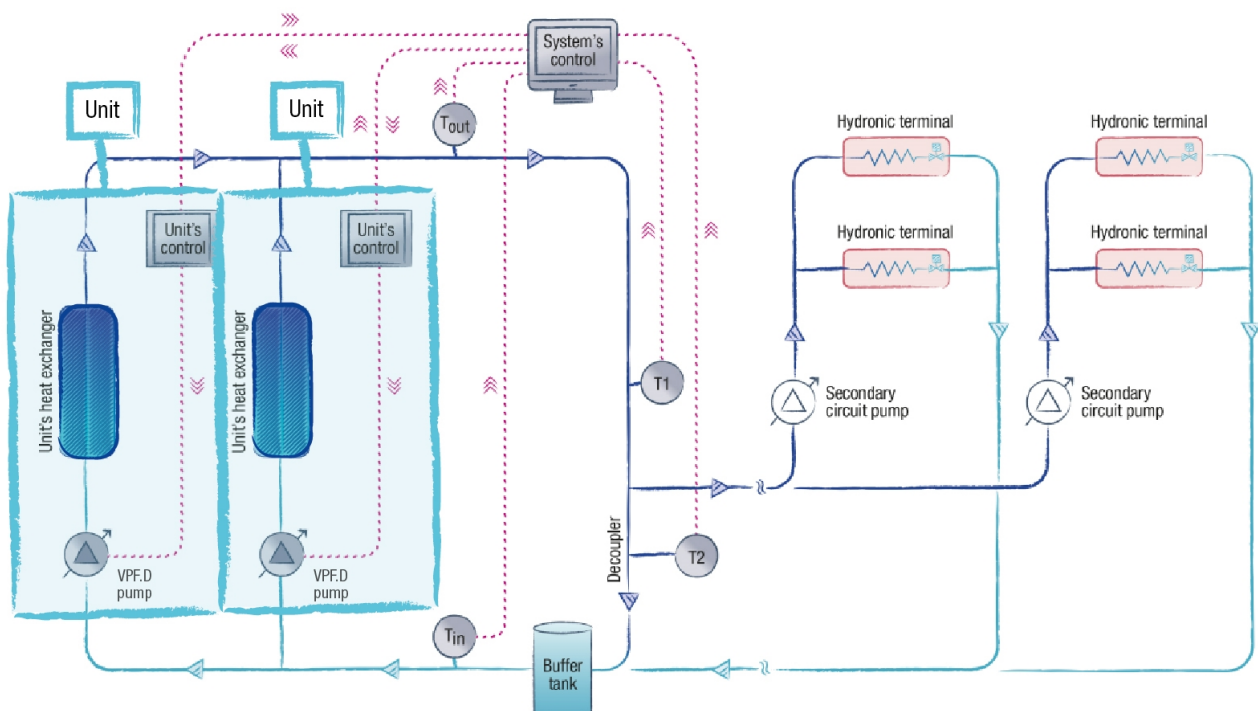 System's
control
Unit
Unit
Tout
Hydronic terminal
Hydronic terminal
Unit's
control
Unit's
control
Hydronic terminal
Hydronic terminal
Unit's heat exchanger
Unit's heat exchanger
T1
Secondary
circuit pump
Secondary
circuit pump
Decoupler
T2
VPF.D
pump
VPF.D
pump
Tin
Buffer
tank